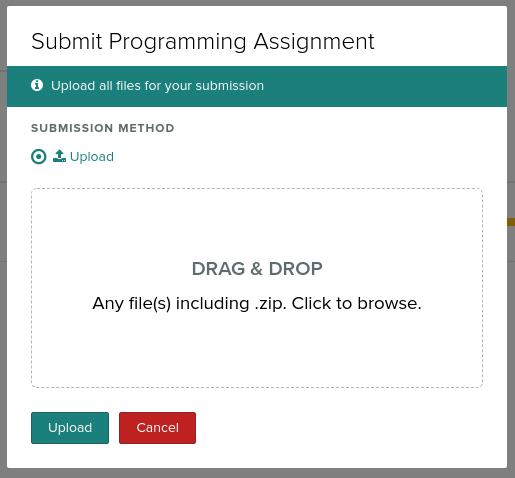 Submit Programming Assignment
Upload all files for your submission
SUBMISSION METHOD
Upload
DRAG & DROP
Any file(s) including .zip. Click to browse.
Upload Cancel